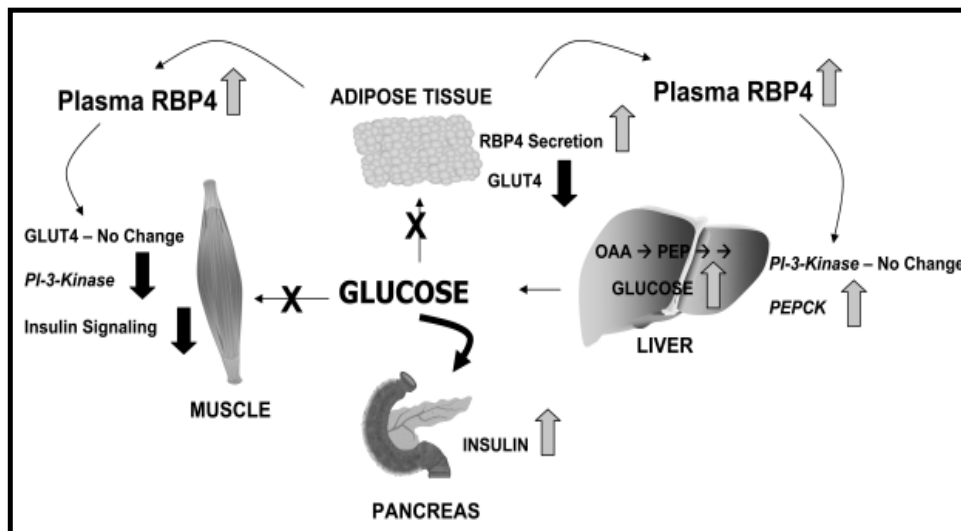 Plasma RBP4
ADIPOSE TISSUE
RBP4 Secretion
GLUT4
Plasma RBP4
GLUT4 – No Change
PI-3-Kinase
Insulin Signaling
MUSCLE
X
X
GLUCOSE
OAA → PEP → →
GLUCOSE
LIVER
PI-3-Kinase – No Change
PEPCK
INSULIN
PANCREAS